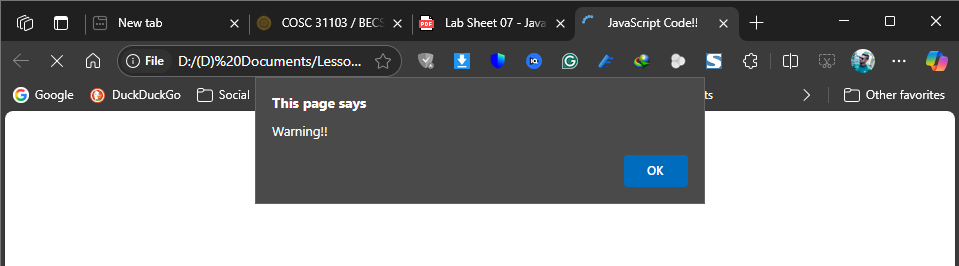 New tab
COSC 31103 / BECS
Lab Sheet 07 - Java
JavaScript Code!!
File
D:/(D)%20Documents/Lesso...
Google
DuckDuckGo
Social
ts
Other favorites
This page says
Warning!!
OK